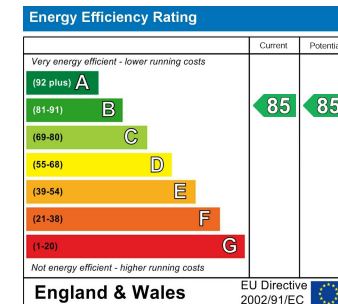 Energy Efficiency Rating
Current Potentia
Very energy efficient - lower running costs
(92 plus) A
(81-91) B
85 85
(69-80) C
(55-68) D
(39-54) E
(21-38) F
(1-20) G
Not energy efficient - higher running costs
England & Wales
EU Directive
2002/91/EC